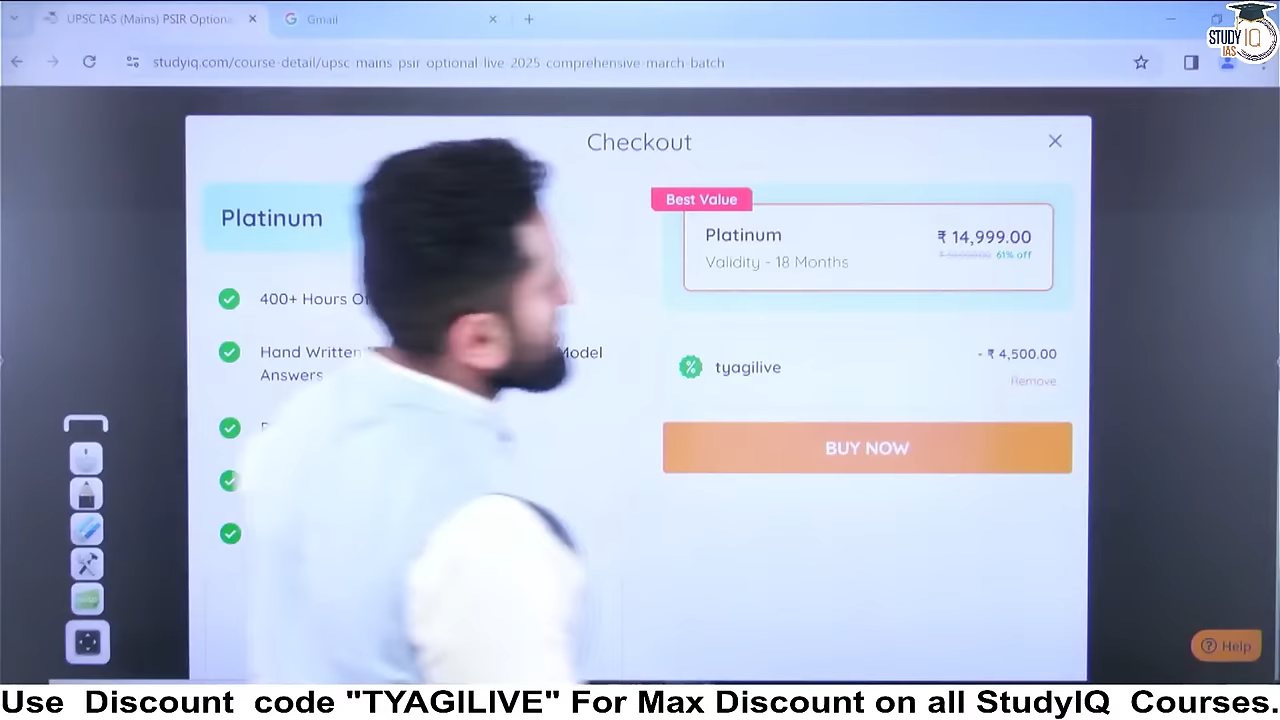 UPSC IAS (Mains) PSIR Option
Gmail
STUDY IQ
IAS
studyiq.com/course-detail/upsc mains psir optional live 2025 comprehensive march batch
Checkout
Platinum
400+ Hours
Hand Written
Model
Answers
Best Value
Platinum
₹ 14,999.00
61% off
Validity - 18 Months
tyagilive
- ₹ 4,500.00
Remove
BUY NOW
Help
Use Discount code "TYAGILIVE" For Max Discount on all StudyIQ Courses.